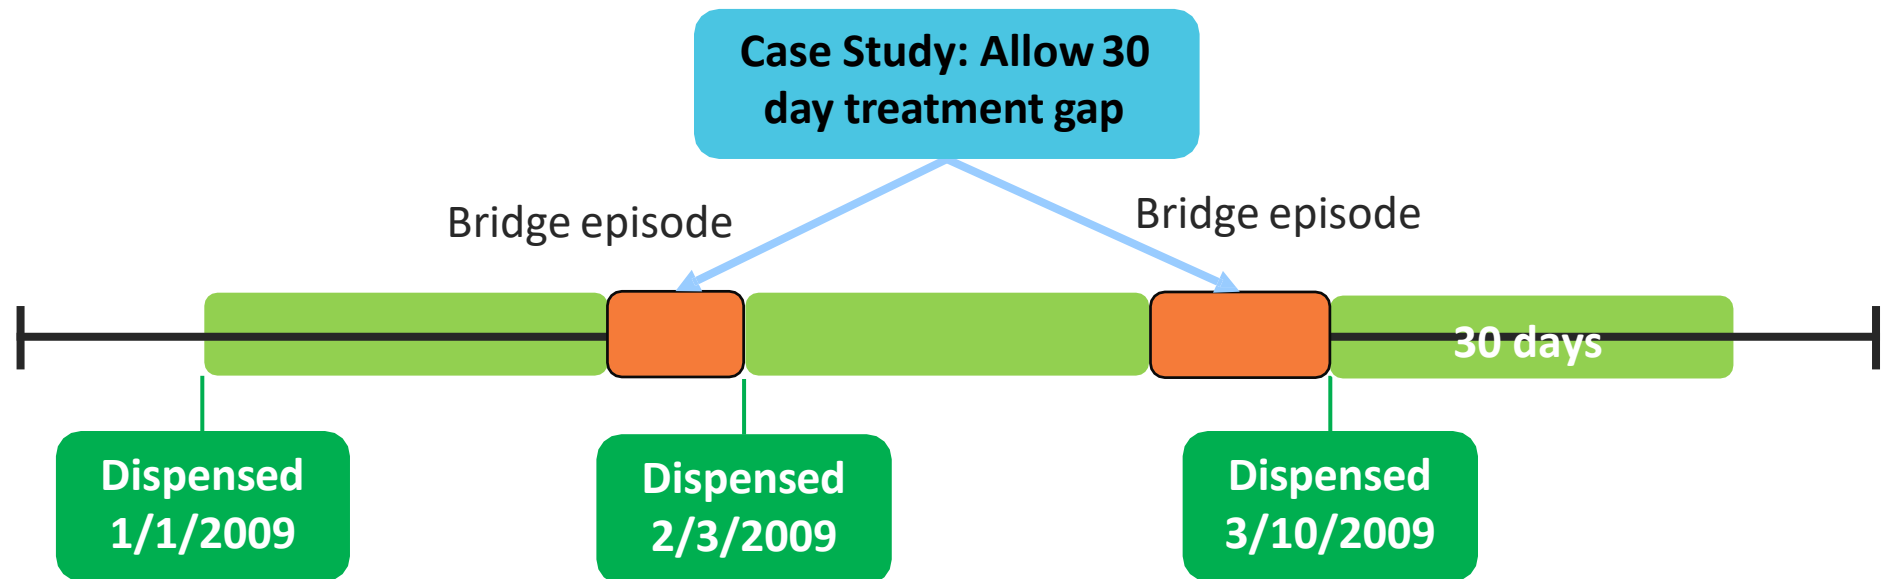 Case Study: Allow 30
day treatment gap
Bridge episode
Bridge episode
30 days
Dispensed
1/1/2009
Dispensed
2/3/2009
Dispensed
3/10/2009